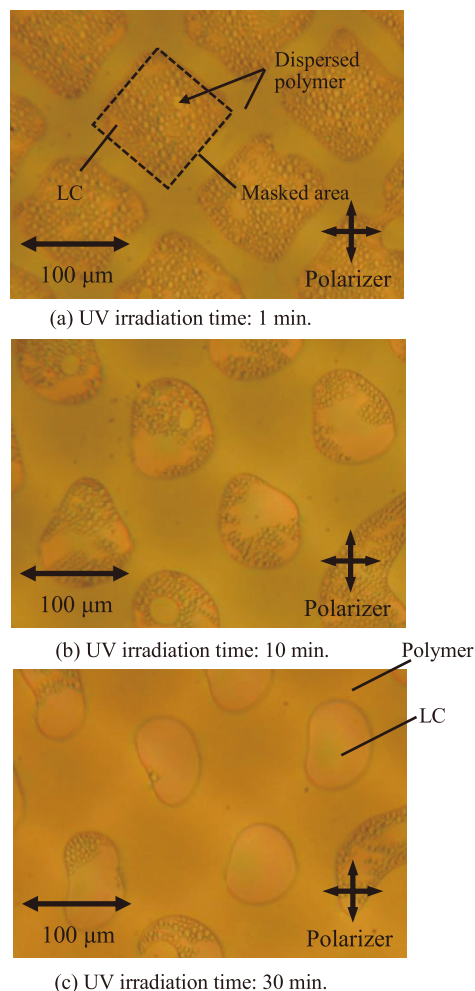 Dispersed
polymer
LC
Masked area
100 μm
Polarizer
(a) UV irradiation time: 1 min.
100 μm
Polarizer
(b) UV irradiation time: 10 min.
Polymer
LC
100 μm
Polarizer
(c) UV irradiation time: 30 min.